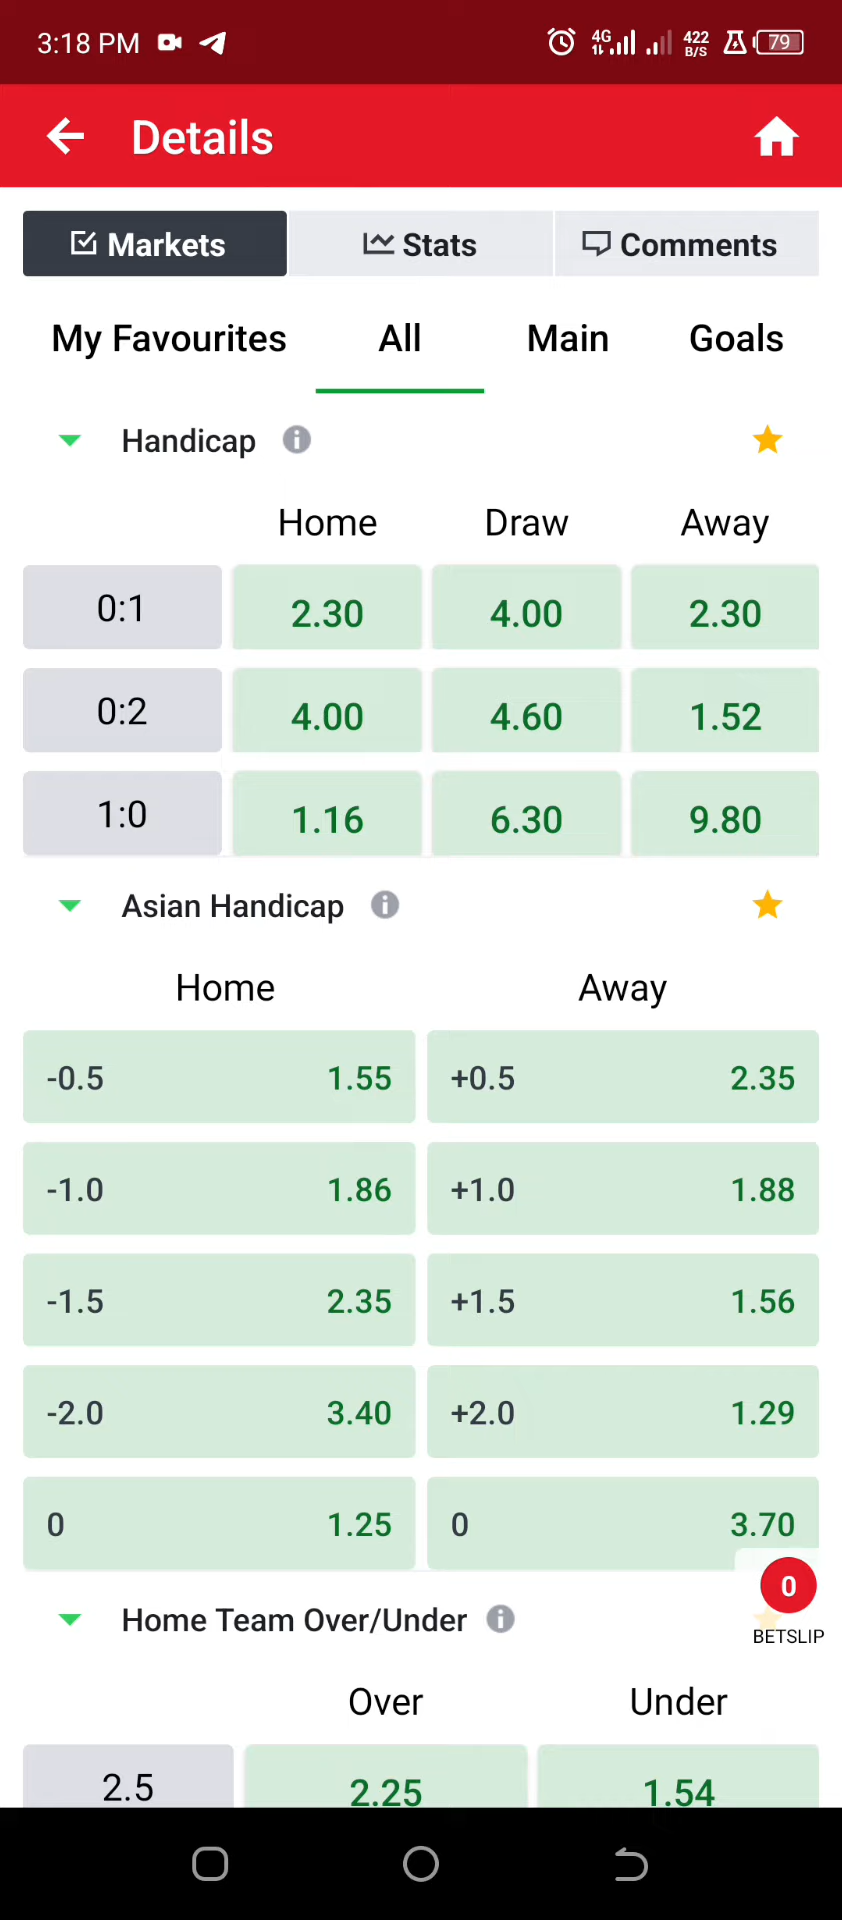 3:18 PM 4G 422 B/S 79
Details
Markets Stats Comments
My Favourites All Main Goals
Handicap
Home Draw Away
0:1 2.30 4.00 2.30
0:2 4.00 4.60 1.52
1:0 1.16 6.30 9.80
Asian Handicap
Home Away
-0.5 1.55 +0.5 2.35
-1.0 1.86 +1.0 1.88
-1.5 2.35 +1.5 1.56
-2.0 3.40 +2.0 1.29
0 1.25 0 3.70
0
Home Team Over/Under
BETSLIP
Over Under
2.5 2.25 1.54